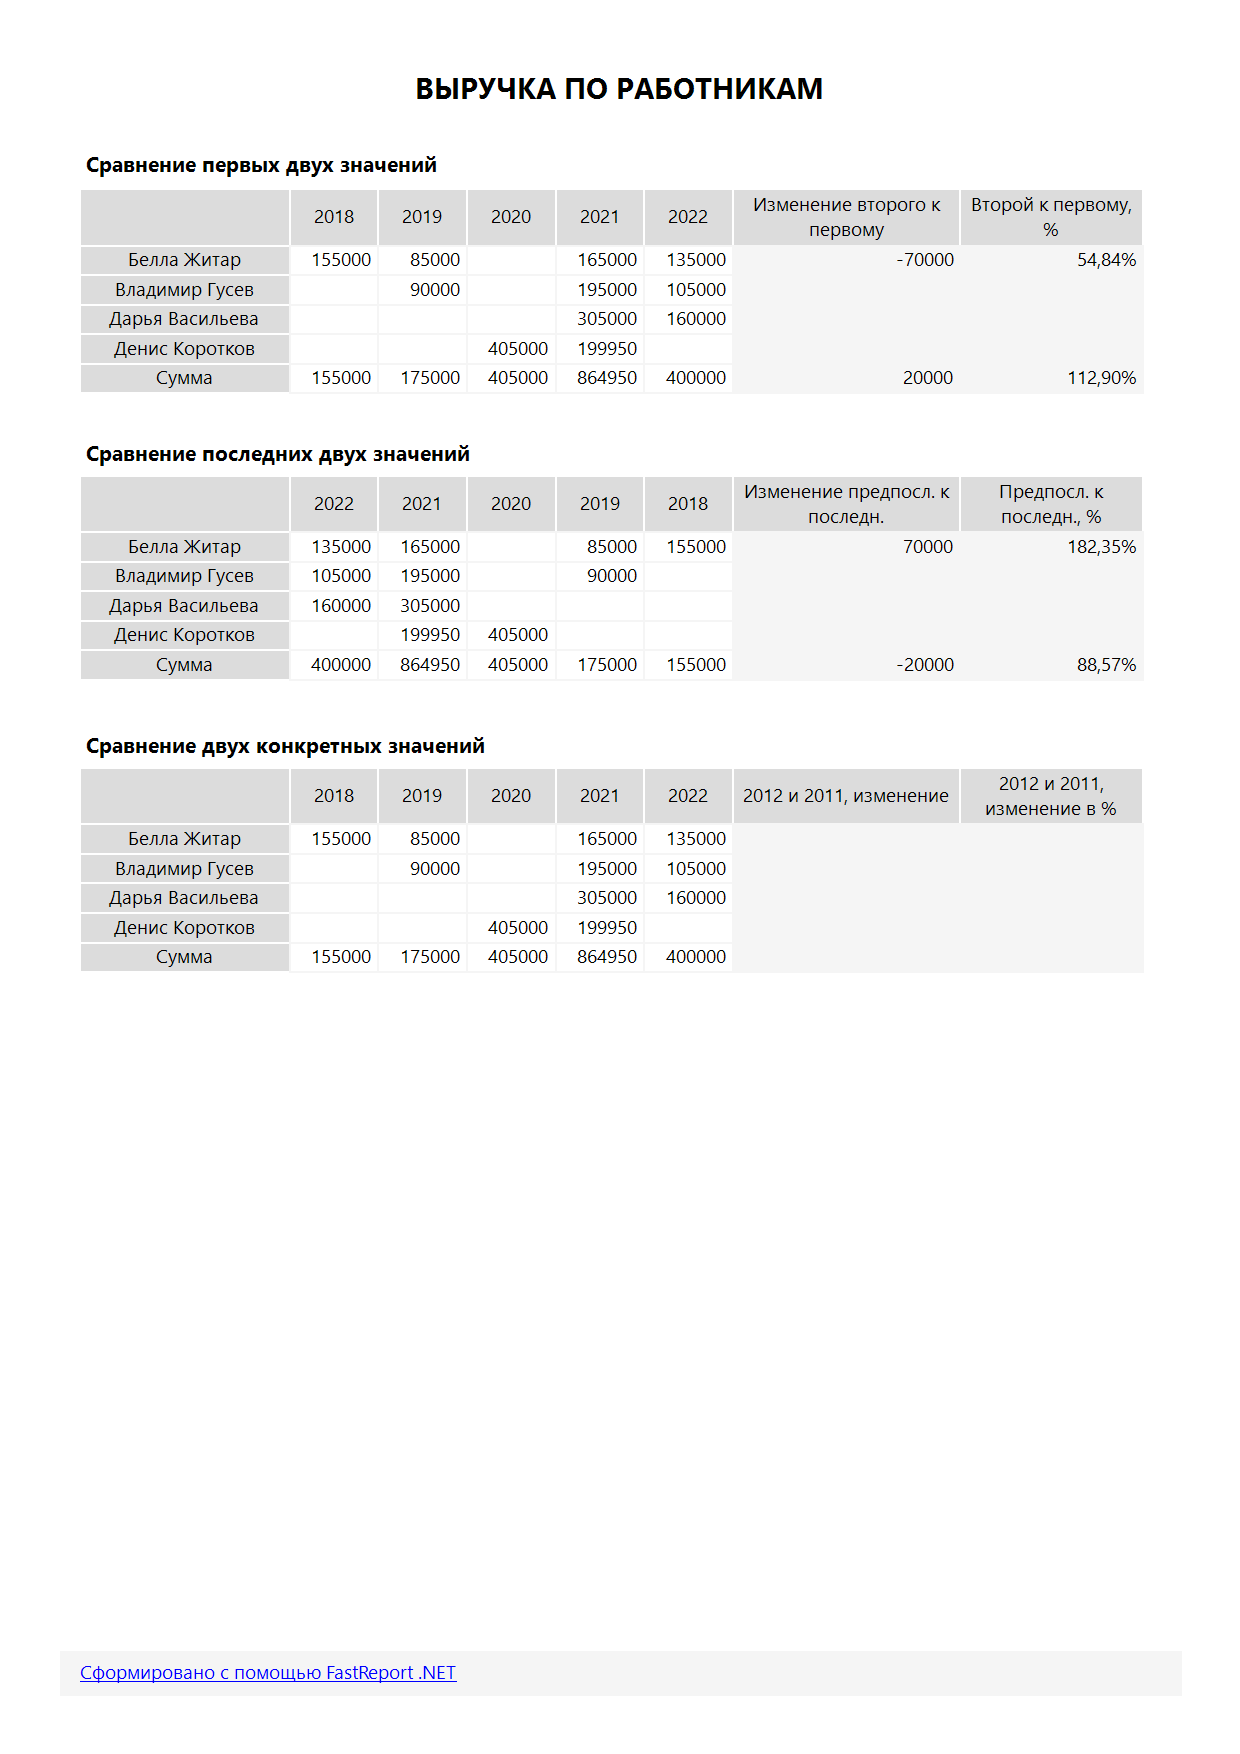 ВЫРУЧКА ПО РАБОТНИКАМ
Сравнение первых двух значений
2018 2019 2020 2021 2022 Изменение второго к первому Второй к первому, %
Белла Житар 155000 85000 165000 135000 -70000 54,84%
Владимир Гусев 90000 195000 105000
Дарья Васильева 305000 160000
Денис Коротков 405000 199950
Сумма 155000 175000 405000 864950 400000 20000 112,90%
Сравнение последних двух значений
2022 2021 2020 2019 2018 Изменение предпосл. к последн. Предпосл. к последн., %
Белла Житар 135000 165000 85000 155000 70000 182,35%
Владимир Гусев 105000 195000 90000
Дарья Васильева 160000 305000
Денис Коротков 199950 405000
Сумма 400000 864950 405000 175000 155000 -20000 88,57%
Сравнение двух конкретных значений
2018 2019 2020 2021 2022 2012 и 2011, изменение 2012 и 2011, изменение в %
Белла Житар 155000 85000 165000 135000
Владимир Гусев 90000 195000 105000
Дарья Васильева 305000 160000
Денис Коротков 405000 199950
Сумма 155000 175000 405000 864950 400000
Сформировано с помощью FastReport .NET